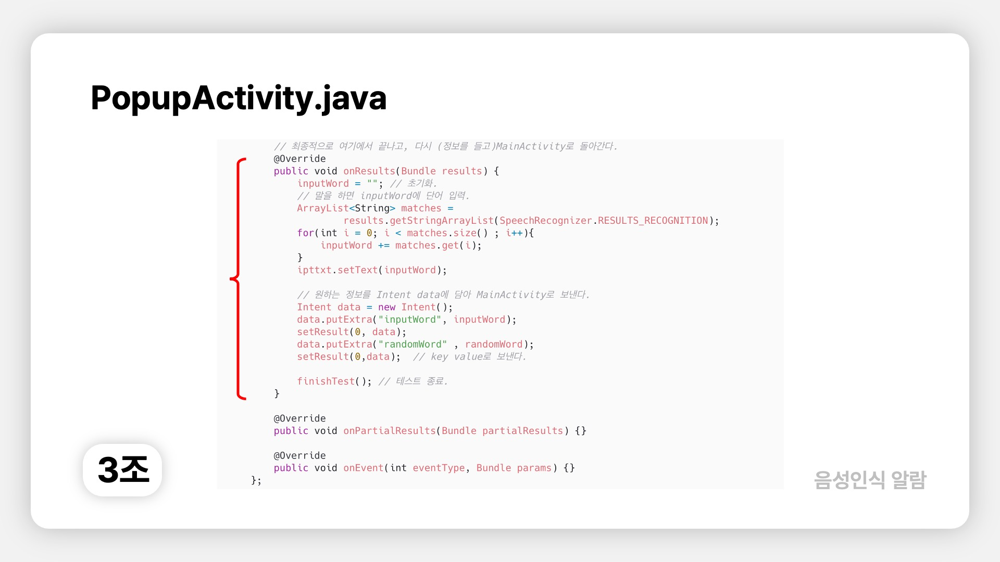 PopupActivity.java
// 최종적으로 여기에서 끝나고, 다시 (정보를 들고)MainActivity로 돌아간다.
@Override
public void onResults(Bundle results) {
inputWord = ""; // 초기화.
// 말을 하면 inputWord에 단어 입력.
ArrayList<String> matches =
results.getStringArrayList(SpeechRecognizer.RESULTS_RECOGNITION);
for(int i = 0; i < matches.size() ; i++){
inputWord += matches.get(i);
}
ipttxt.setText(inputWord);
// 원하는 정보를 Intent data에 담아 MainActivity로 보낸다.
Intent data = new Intent();
data.putExtra("inputWord", inputWord);
setResult(0, data);
data.putExtra("randomWord" , randomWord);
setResult(0,data);  // key value로 보낸다.
finishTest(); // 테스트 종료.
}
@Override
public void onPartialResults(Bundle partialResults) {}
@Override
public void onEvent(int eventType, Bundle params) {}
};
3조
음성인식 알람